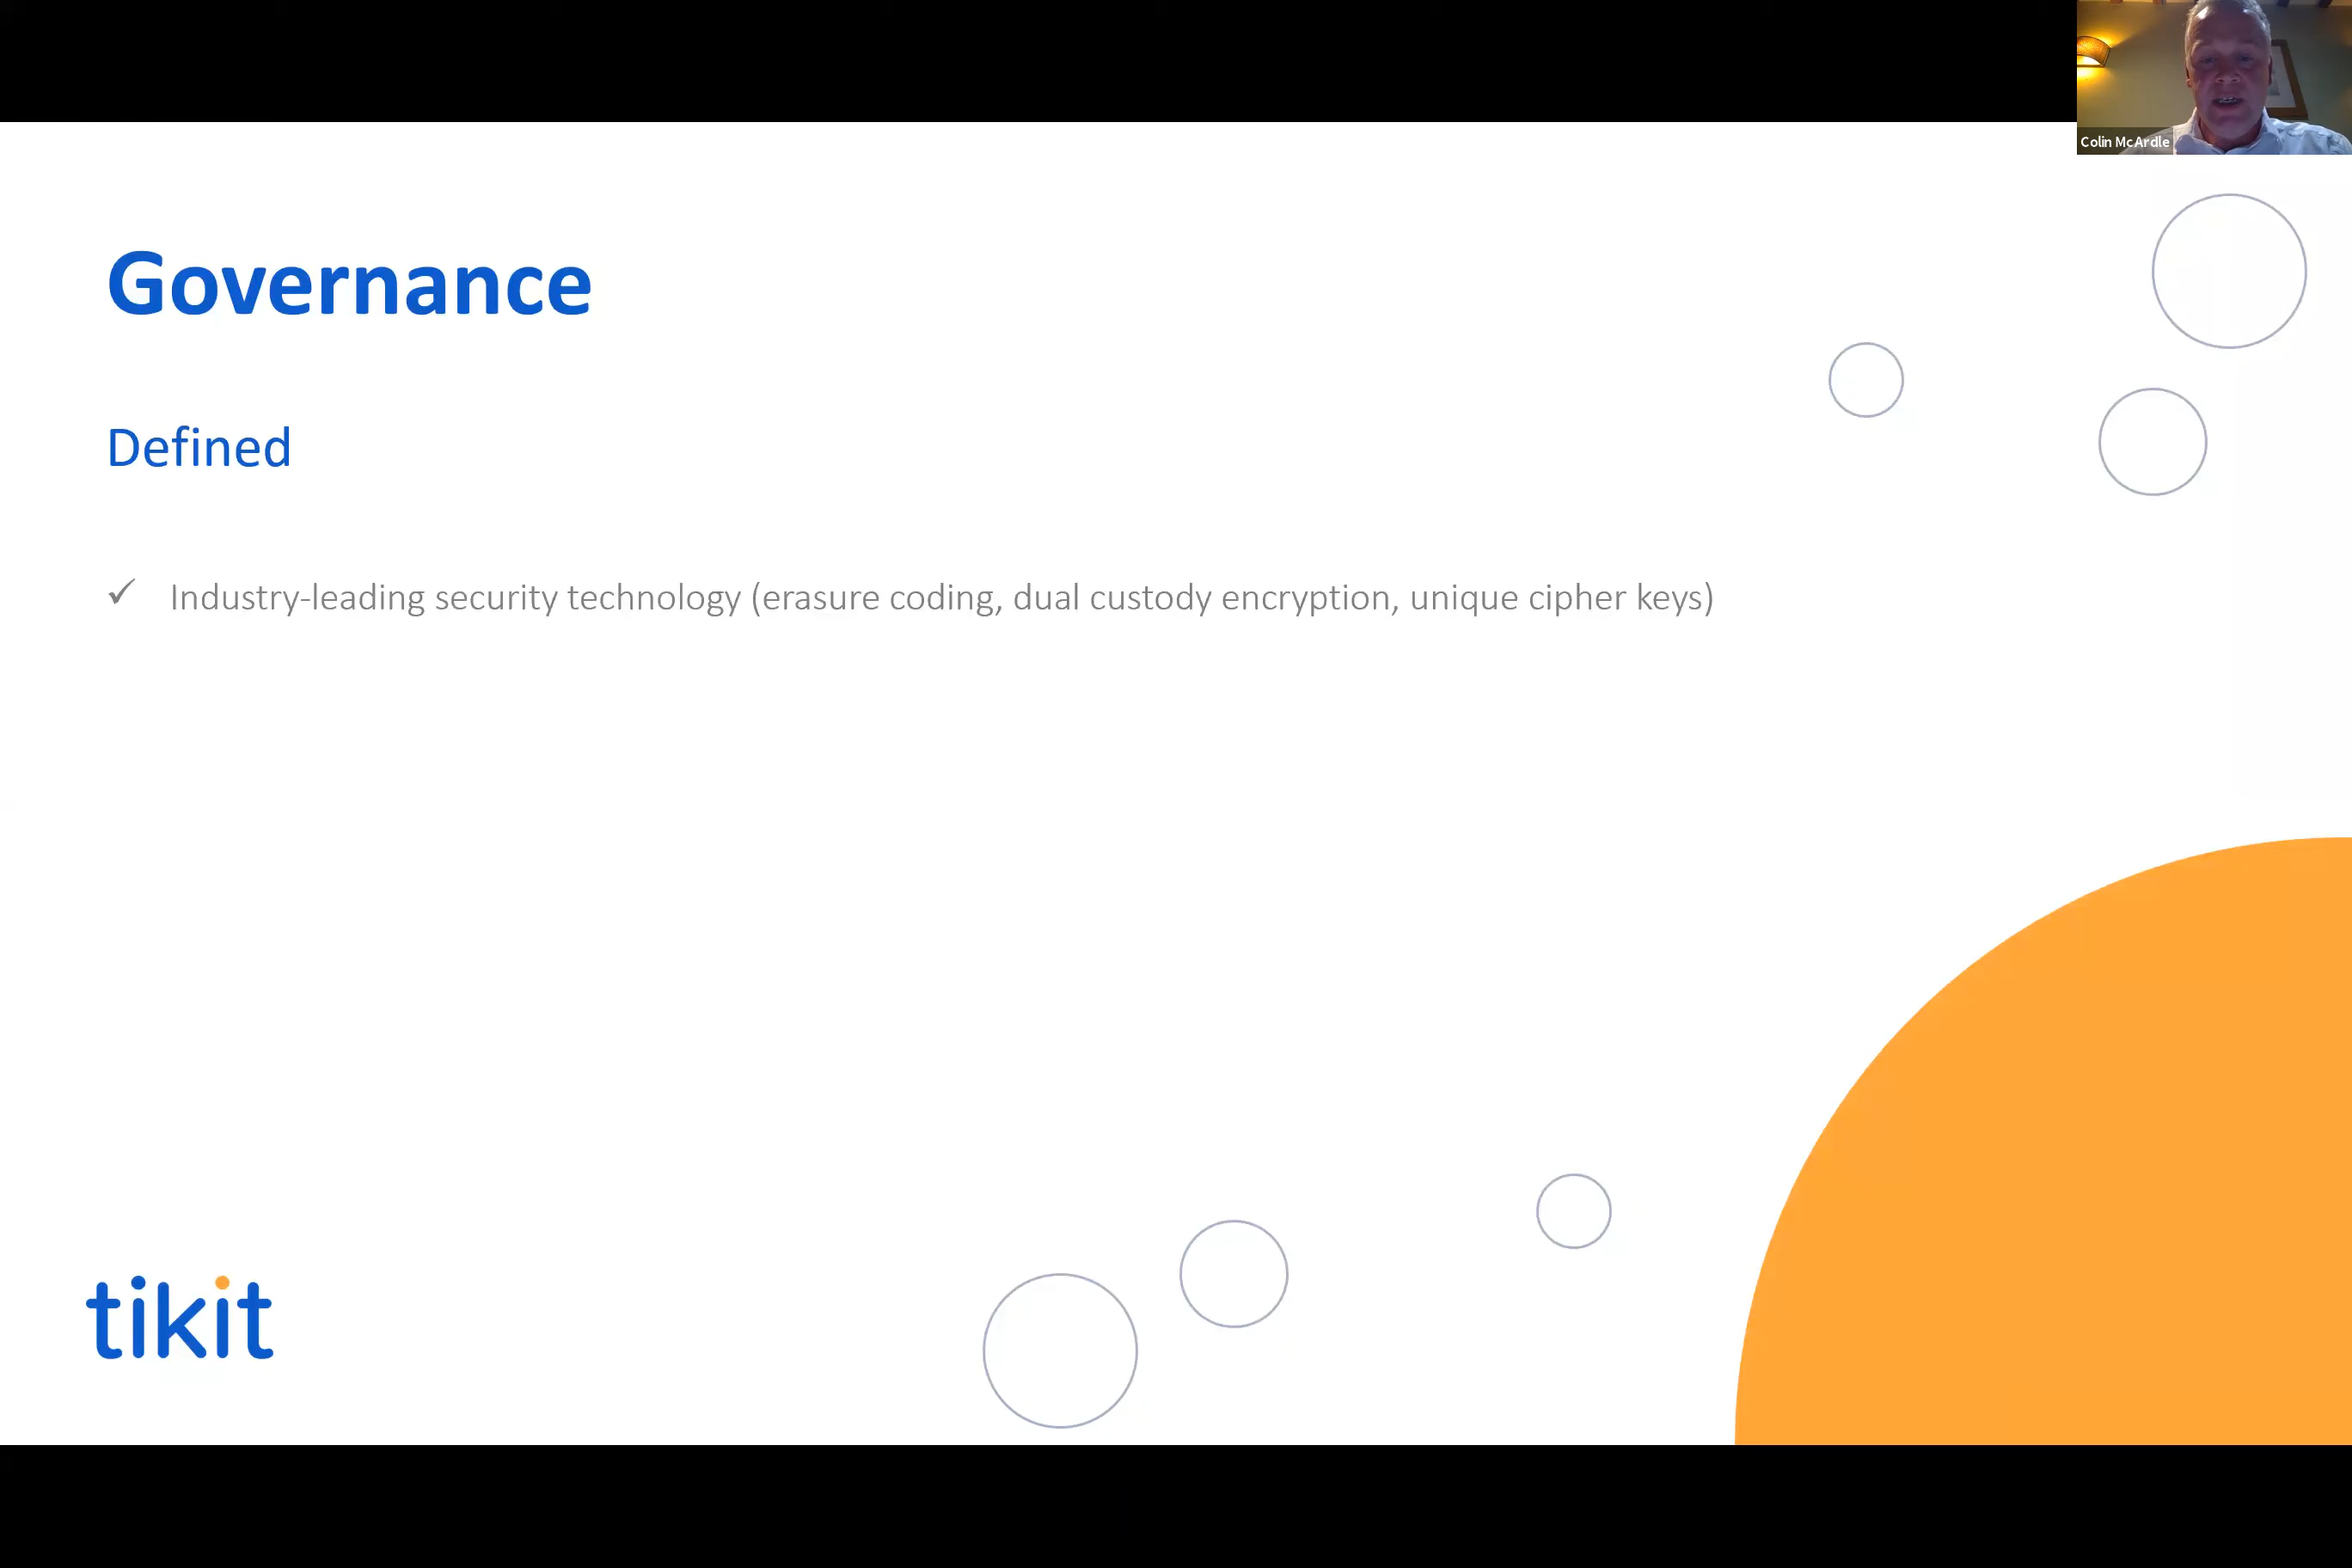 Colin McArdle
Governance
Defined
✓ Industry-leading security technology (erasure coding, dual custody encryption, unique cipher keys)
tikit